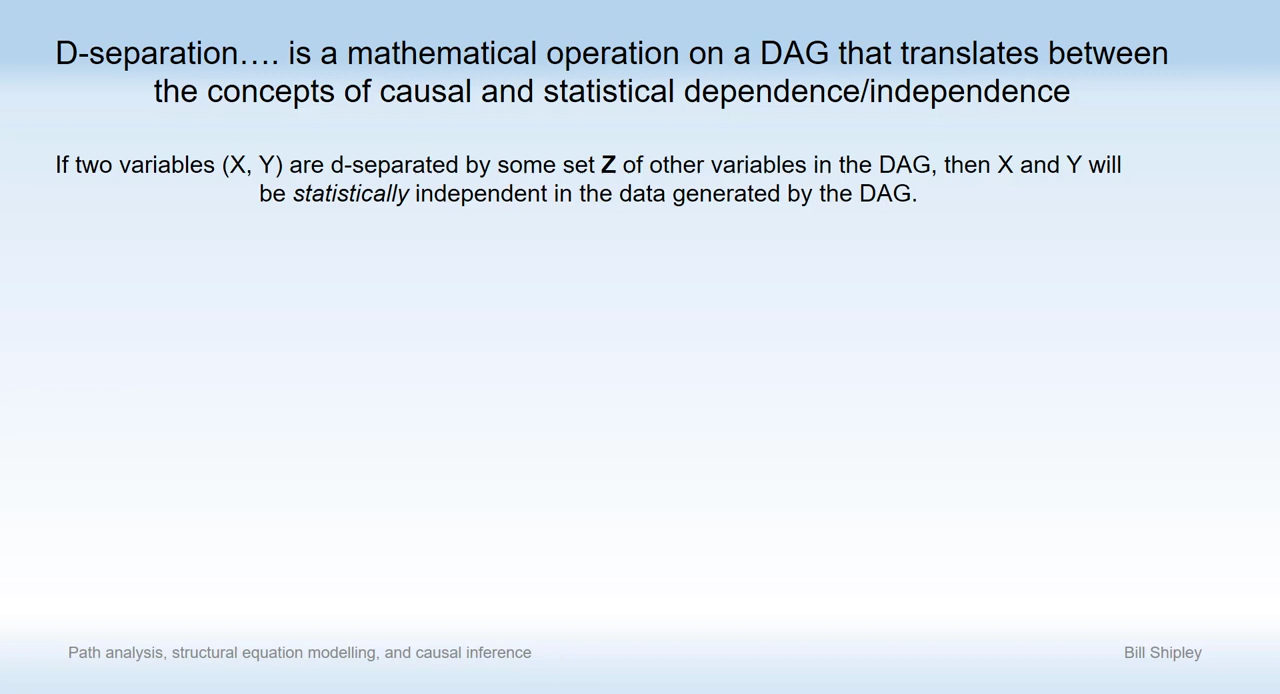 D-separation…. is a mathematical operation on a DAG that translates between
the concepts of causal and statistical dependence/independence
If two variables (X, Y) are d-separated by some set Z of other variables in the DAG, then X and Y will
be statistically independent in the data generated by the DAG.
Path analysis, structural equation modelling, and causal inference
Bill Shipley